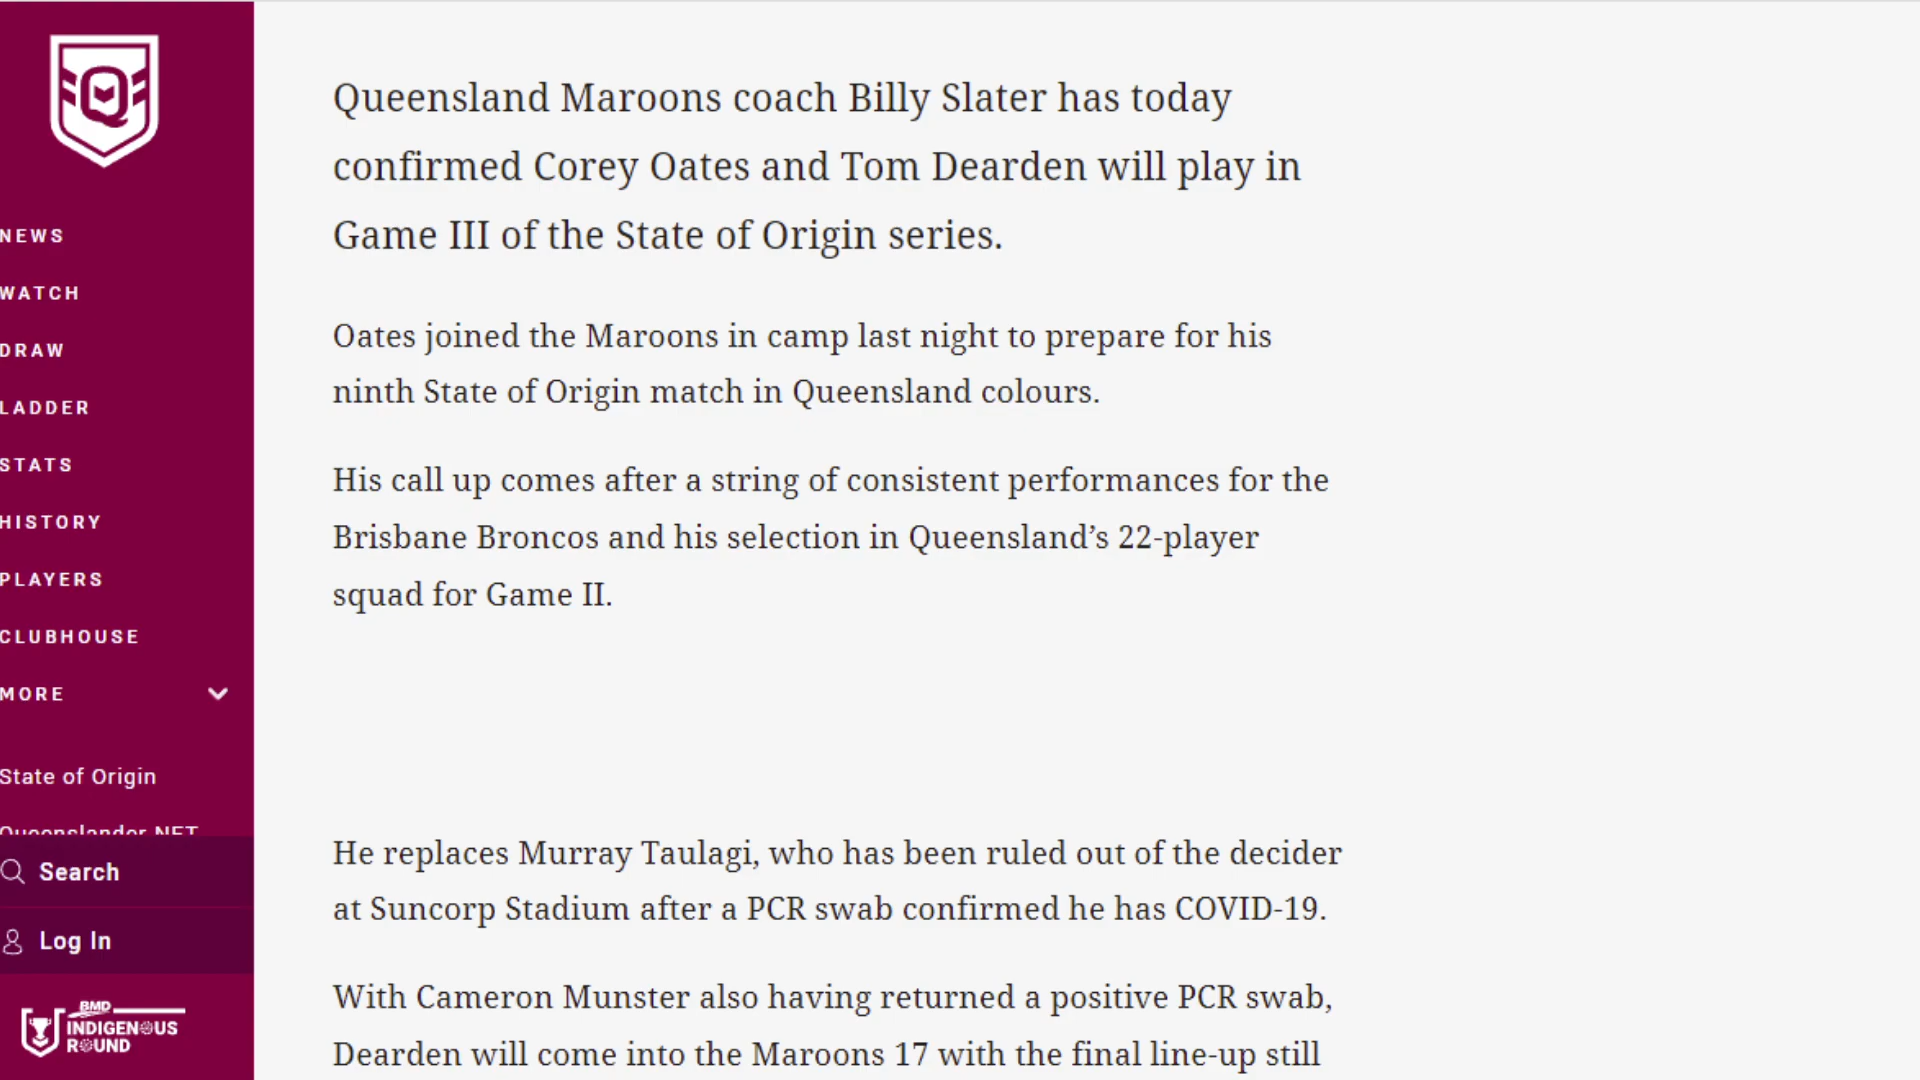 Q
NEWS
WATCH
DRAW
LADDER
STATS
HISTORY
PLAYERS
CLUBHOUSE
MORE
State of Origin
Queenslander NET
Search
Log In
BMD
INDIGENOUS
ROUND
Queensland Maroons coach Billy Slater has today
confirmed Corey Oates and Tom Dearden will play in
Game III of the State of Origin series.
Oates joined the Maroons in camp last night to prepare for his
ninth State of Origin match in Queensland colours.
His call up comes after a string of consistent performances for the
Brisbane Broncos and his selection in Queensland’s 22-player
squad for Game II.
He replaces Murray Taulagi, who has been ruled out of the decider
at Suncorp Stadium after a PCR swab confirmed he has COVID-19.
With Cameron Munster also having returned a positive PCR swab,
Dearden will come into the Maroons 17 with the final line-up still